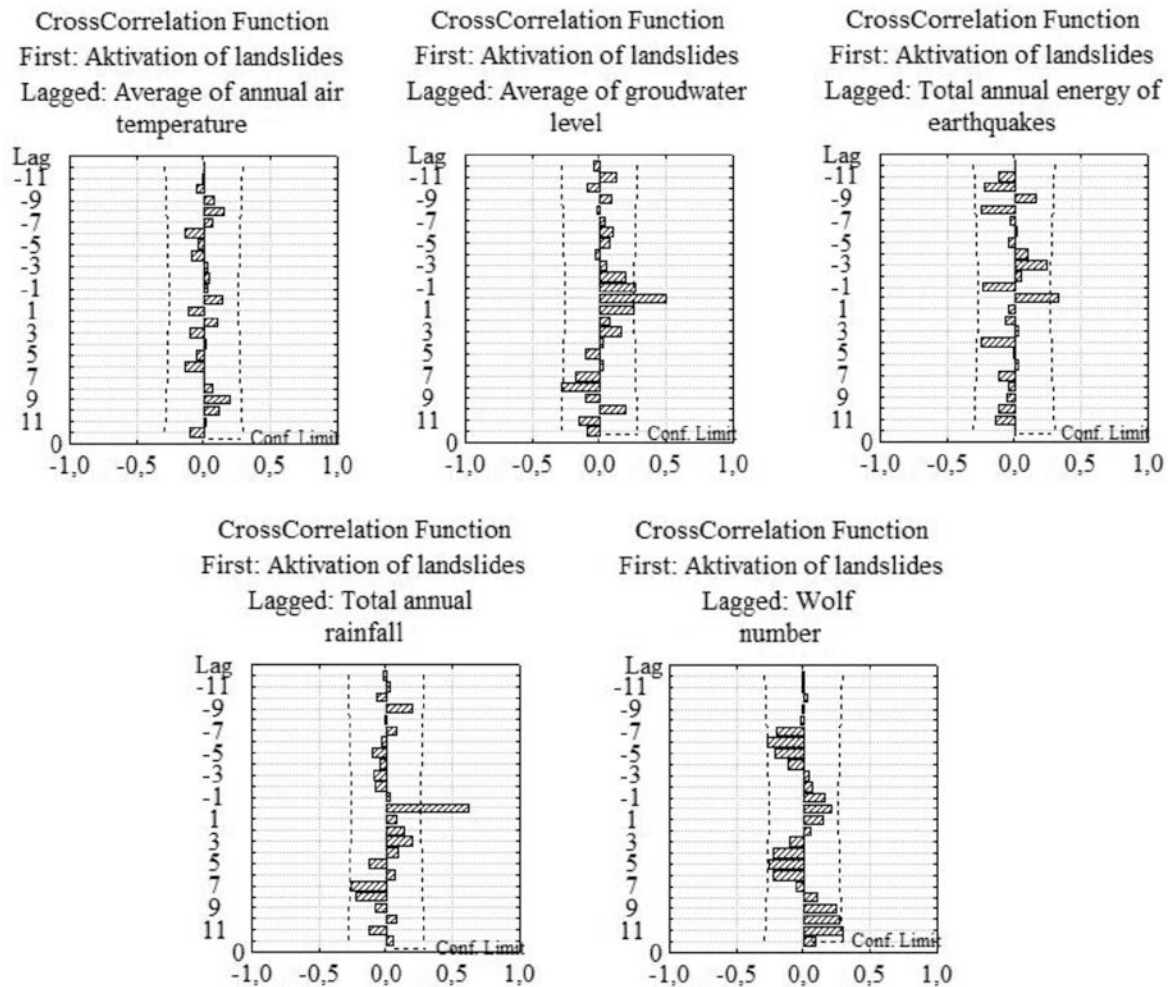 CrossCorrelation Function
First: Aktivation of landslides
Lagged: Average of annual air
temperature
Lag
-11
-9
-7
-5
-3
-1
1
3
5
7
9
11
0
Conf. Limit
-1,0 -0,5 0,0 0,5 1,0
CrossCorrelation Function
First: Aktivation of landslides
Lagged: Average of groudwater
level
Lag
-11
-9
-7
-5
-3
-1
1
3
5
7
9
11
0
Conf. Limit
-1,0 -0,5 0,0 0,5 1,0
CrossCorrelation Function
First: Aktivation of landslides
Lagged: Total annual energy of
earthquakes
Lag
-11
-9
-7
-5
-3
-1
1
3
5
7
9
11
0
Conf. Limit
-1,0 -0,5 0,0 0,5 1,0
CrossCorrelation Function
First: Aktivation of landslides
Lagged: Total annual
rainfall
Lag
-11
-9
-7
-5
-3
-1
1
3
5
7
9
11
0
Conf. Limit
-1,0 -0,5 0,0 0,5 1,0
CrossCorrelation Function
First: Aktivation of landslides
Lagged: Wolf
number
Lag
-11
-9
-7
-5
-3
-1
1
3
5
7
9
11
0
Conf. Limit
-1,0 -0,5 0,0 0,5 1,0